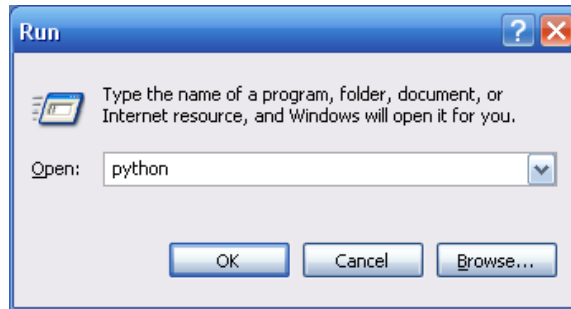 Run
Type the name of a program, folder, document, or
Internet resource, and Windows will open it for you.
Open: python
OK Cancel Browse...